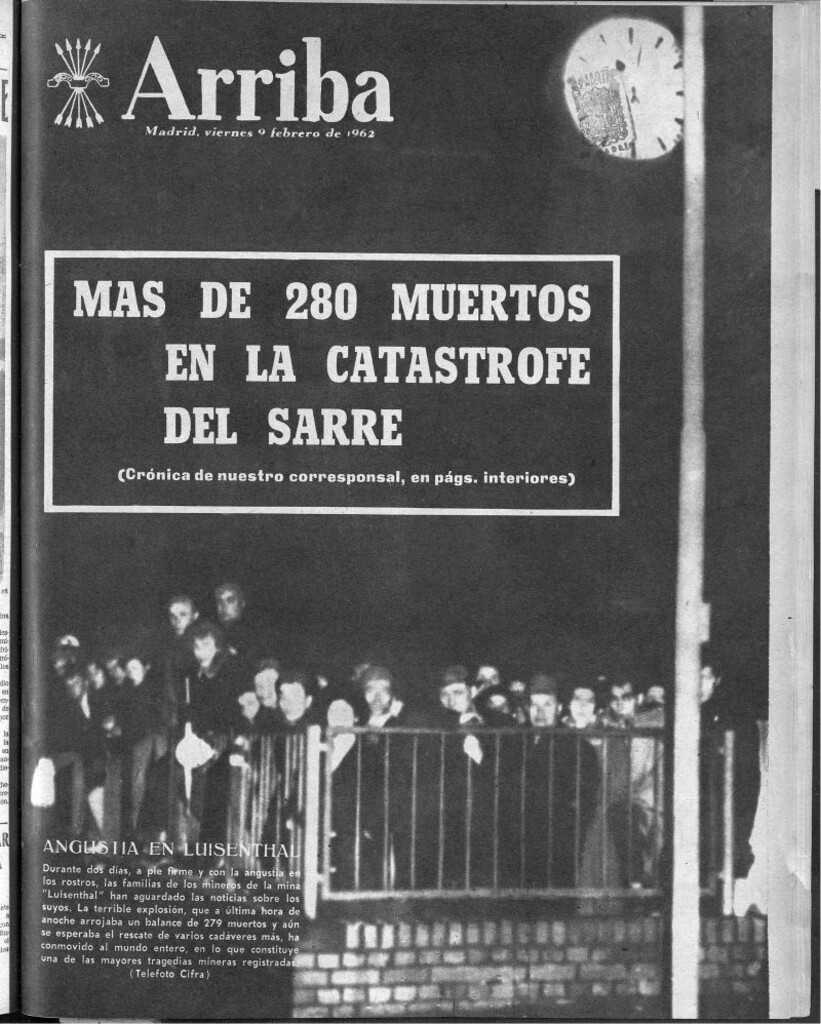 Arriba
Madrid, viernes 9 febrero de 1962
MAS DE 280 MUERTOS
EN LA CATASTROFE
DEL SARRE
(Crónica de nuestro corresponsal, en págs. interiores)
ANGUSTIA EN LUISENTHAL
Durante dos días, a pie firme y con la angustia en
los rostros, las familias de los mineros de la mina
"Luisenthal" han aguardado las noticias sobre los
suyos. La terrible explosión, que a última hora de
anoche arrojaba un balance de 279 muertos y aún
se esperaba el rescate de varios cadáveres más, ha
conmovido al mundo entero, en lo que constituye
una de las mayores tragedias mineras registradas.
(Telefoto Cifra)